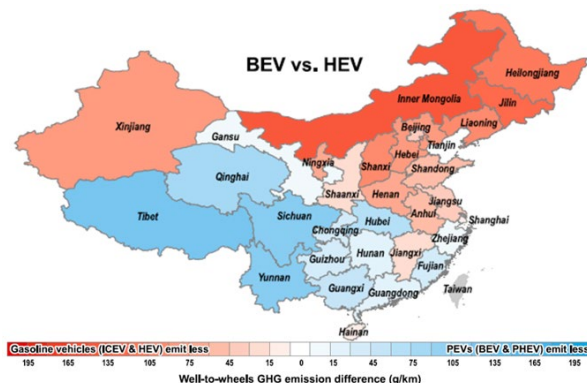 BEV vs. HEV
Heilongjiang
Jilin
Inner Mongolia
Liaoning
Xinjiang
Gansu
Beijing
Tianjin
Hebei
Ningxia
Shanxi
Shandong
Qinghai
Shaanxi
Henan
Jiangsu
Anhui
Tibet
Sichuan
Hubei
Shanghai
Chongqing
Zhejiang
Guizhou
Hunan
Jiangxi
Fujian
Yunnan
Guangxi
Guangdong
Taiwan
Hainan
Gasoline vehicles (ICEV & HEV) emit less PEVs (BEV & PHEV) emit less
195 165 135 105 75 45 15 0 15 45 75 105 135 165 195
Well-to-wheels GHG emission difference (g/km)